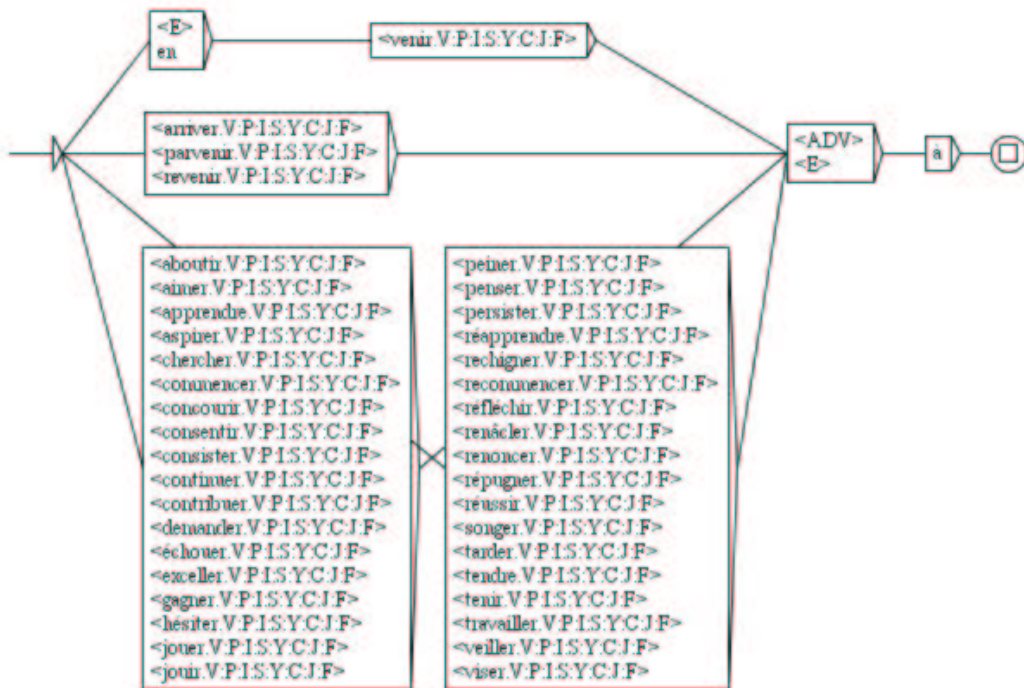 <E>
en
<venir.V:P:I:S:Y:C:J:F>
<arriver.V:P:I:S:Y:C:J:F>
<parvenir.V:P:I:S:Y:C:J:F>
<revenir.V:P:I:S:Y:C:J:F>
<ADV>
<E>
à
<aboutir.V:P:I:S:Y:C:J:F>
<aimer.V:P:I:S:Y:C:J:F>
<apprendre.V:P:I:S:Y:C:J:F>
<aspirer.V:P:I:S:Y:C:J:F>
<chercher.V:P:I:S:Y:C:J:F>
<commencer.V:P:I:S:Y:C:J:F>
<concourir.V:P:I:S:Y:C:J:F>
<consentir.V:P:I:S:Y:C:J:F>
<consister.V:P:I:S:Y:C:J:F>
<continuer.V:P:I:S:Y:C:J:F>
<contribuer.V:P:I:S:Y:C:J:F>
<demander.V:P:I:S:Y:C:J:F>
<échouer.V:P:I:S:Y:C:J:F>
<exceller.V:P:I:S:Y:C:J:F>
<gagner.V:P:I:S:Y:C:J:F>
<hésiter.V:P:I:S:Y:C:J:F>
<jouer.V:P:I:S:Y:C:J:F>
<jouir.V:P:I:S:Y:C:J:F>
<peiner.V:P:I:S:Y:C:J:F>
<penser.V:P:I:S:Y:C:J:F>
<persister.V:P:I:S:Y:C:J:F>
<réapprendre.V:P:I:S:Y:C:J:F>
<rechigner.V:P:I:S:Y:C:J:F>
<recommencer.V:P:I:S:Y:C:J:F>
<réfléchir.V:P:I:S:Y:C:J:F>
<renâcler.V:P:I:S:Y:C:J:F>
<renoncer.V:P:I:S:Y:C:J:F>
<répugner.V:P:I:S:Y:C:J:F>
<réussir.V:P:I:S:Y:C:J:F>
<songer.V:P:I:S:Y:C:J:F>
<tarder.V:P:I:S:Y:C:J:F>
<tendre.V:P:I:S:Y:C:J:F>
<tenir.V:P:I:S:Y:C:J:F>
<travailler.V:P:I:S:Y:C:J:F>
<veiller.V:P:I:S:Y:C:J:F>
<viser.V:P:I:S:Y:C:J:F>